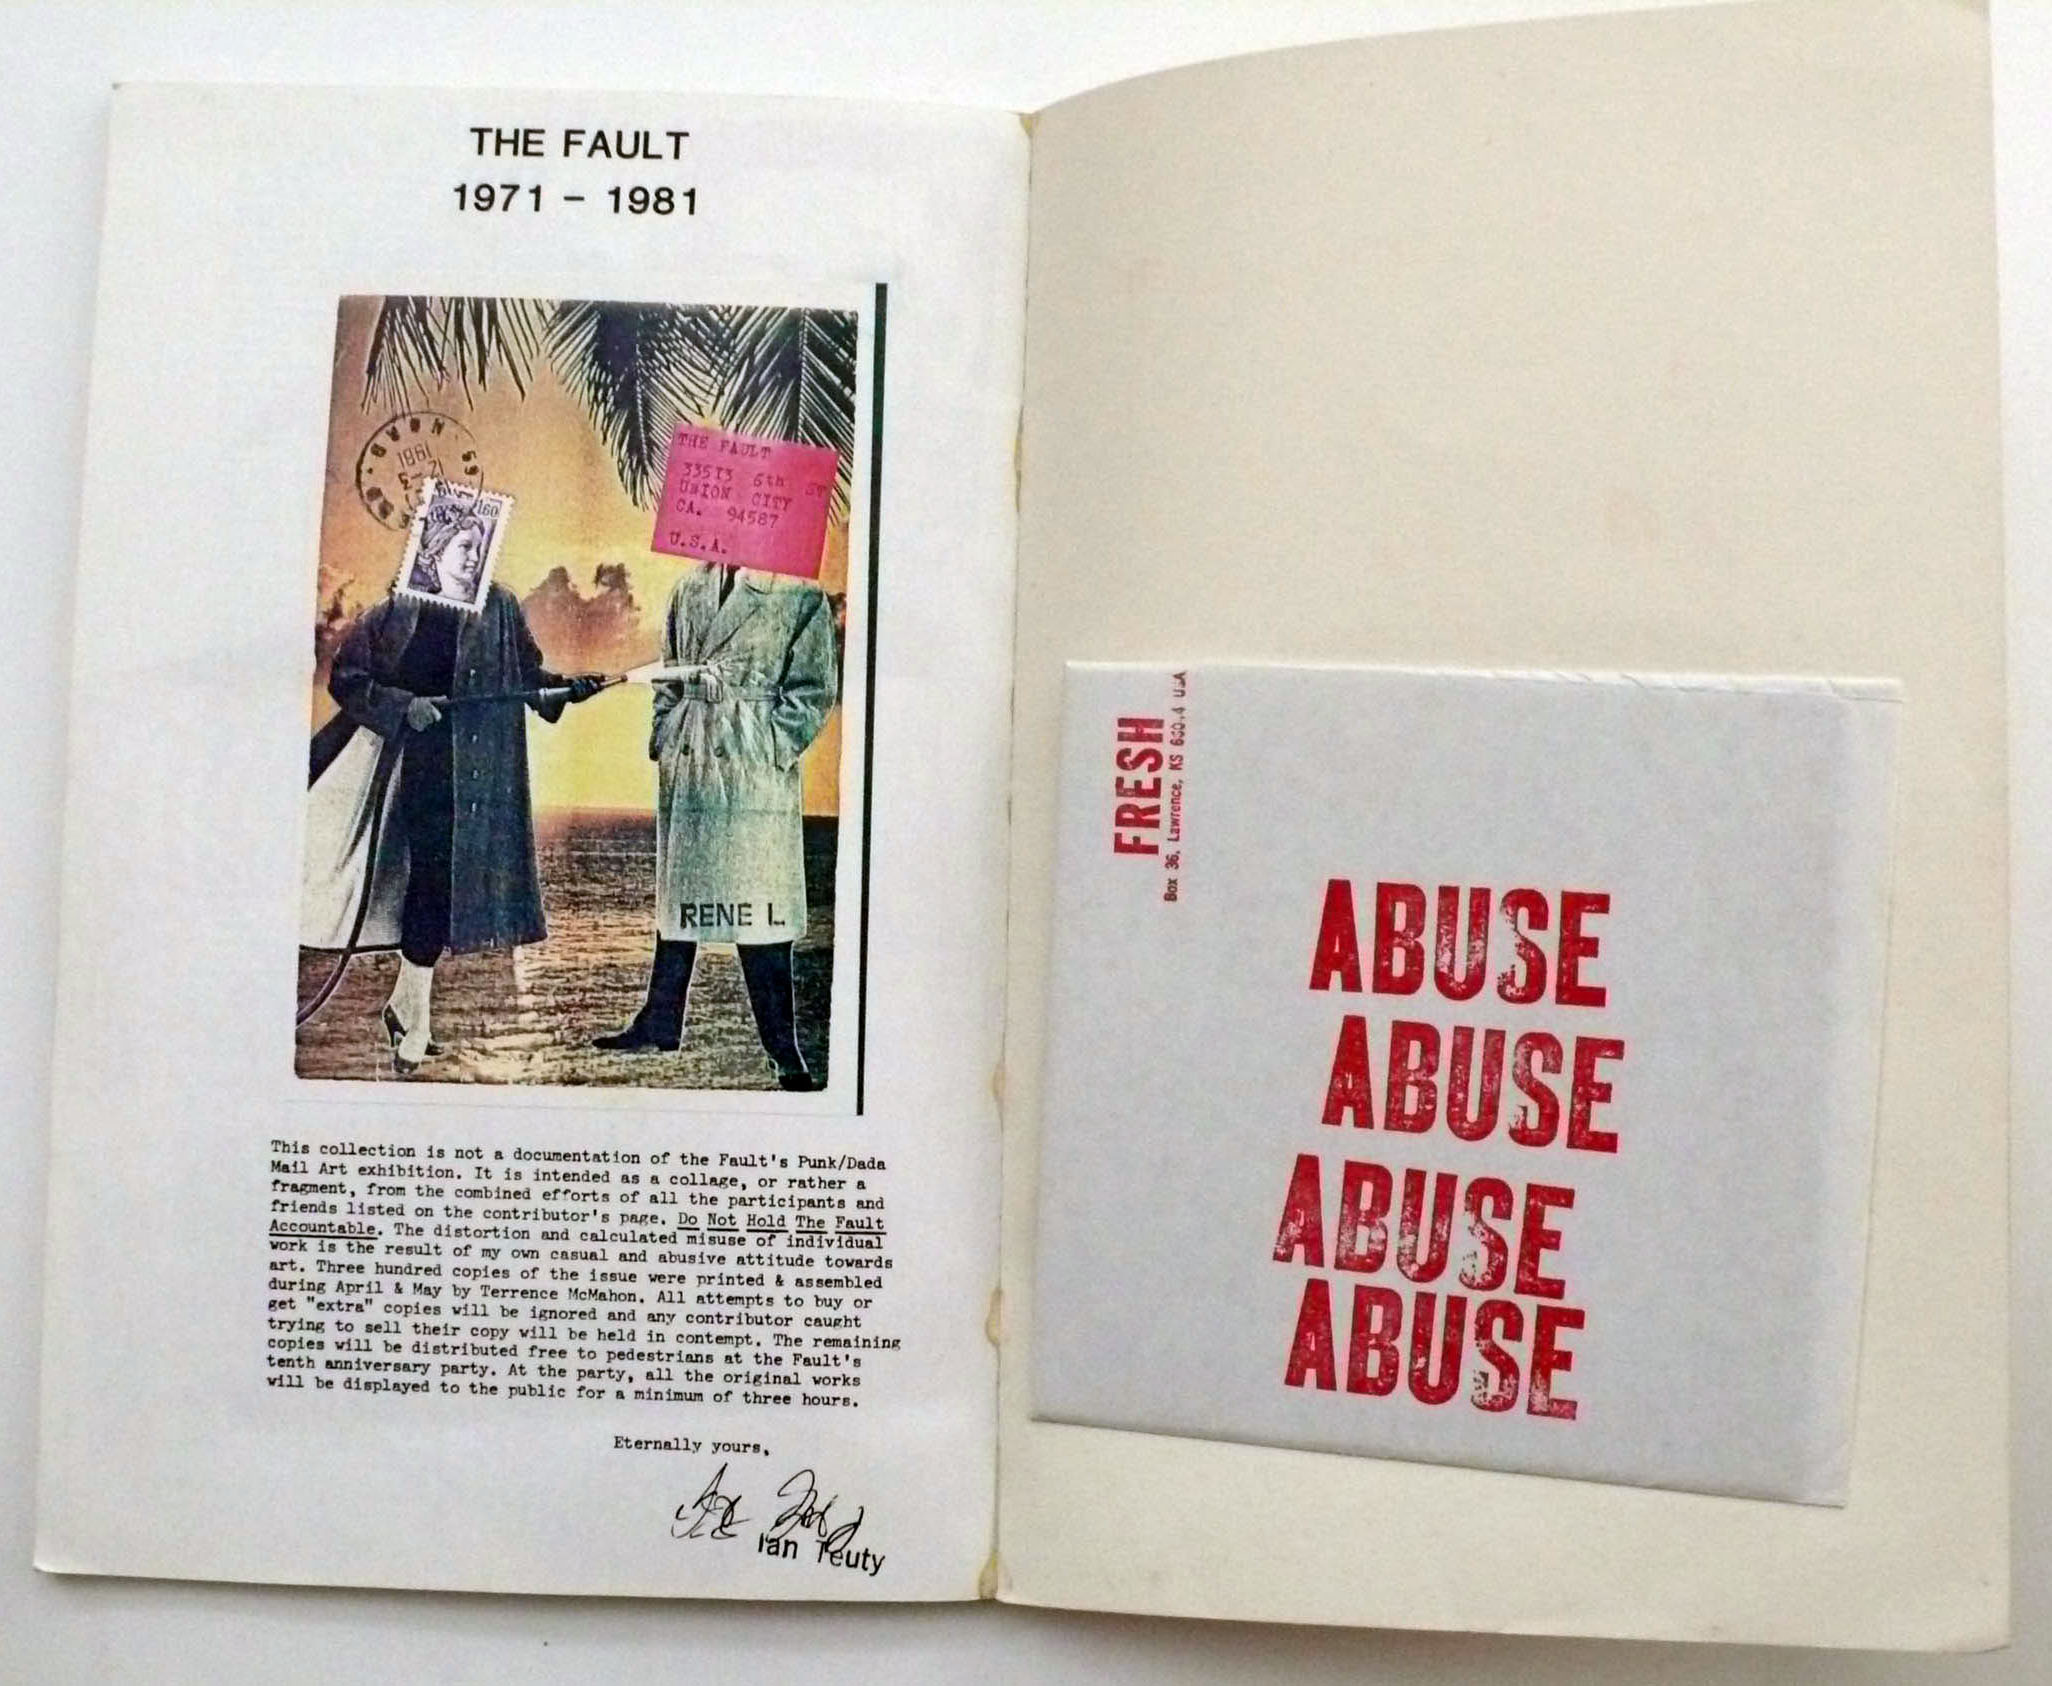 THE FAULT
1971 - 1981
NORD
1981
THE FAULT
33513 6th ST
UNION CITY
CA. 94587
U.S.A.
1.60
RENE L.
This collection is not a documentation of the Fault's Punk/Dada
Mail Art exhibition. It is intended as a collage, or rather a
fragment, from the combined efforts of all the participants and
friends listed on the contributor's page. Do Not Hold The Fault
Accountable. The distortion and calculated misuse of individual
work is the result of my own casual and abusive attitude towards
art. Three hundred copies of the issue were printed & assembled
during April & May by Terrence McMahon. All attempts to buy or
get "extra" copies will be ignored and any contributor caught
trying to sell their copy will be held in contempt. The remaining
copies will be distributed free to pedestrians at the Fault's
tenth anniversary party. At the party, all the original works
will be displayed to the public for a minimum of three hours.
Eternally yours,
Ian Teuty
FRESH
Box 36, Lawrence, KS USA
ABUSE
ABUSE
ABUSE
ABUSE